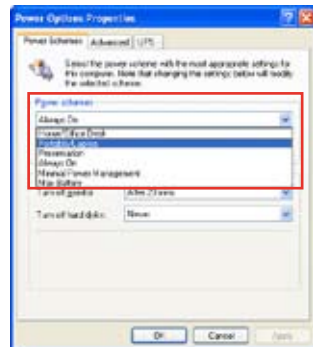 Power Options Properties
Power Schemes Advanced UPS
Select the power scheme with the most appropriate settings for
this computer. Note that changing the settings below will modify
the selected scheme.
Power schemes
Always On
Home/Office Desk
Portable/Laptop
Presentation
Always On
Minimal Power Management
Max Battery
Turn off monitor: After 20 mins
Turn off hard disks: Never
OK Cancel Apply